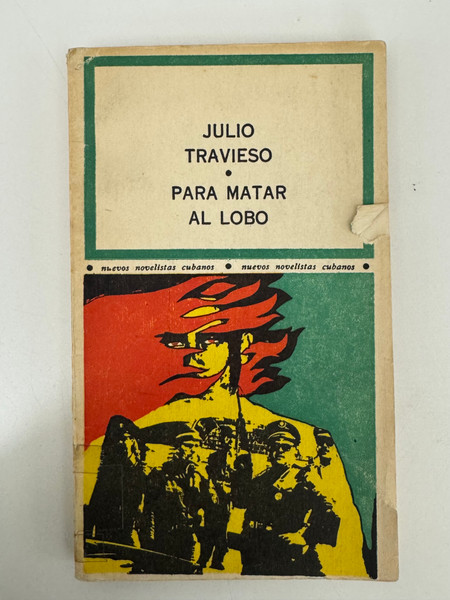 JULIO
TRAVIESO
•
PARA MATAR
AL LOBO
• nuevos novelistas cubanos • nuevos novelistas cubanos •